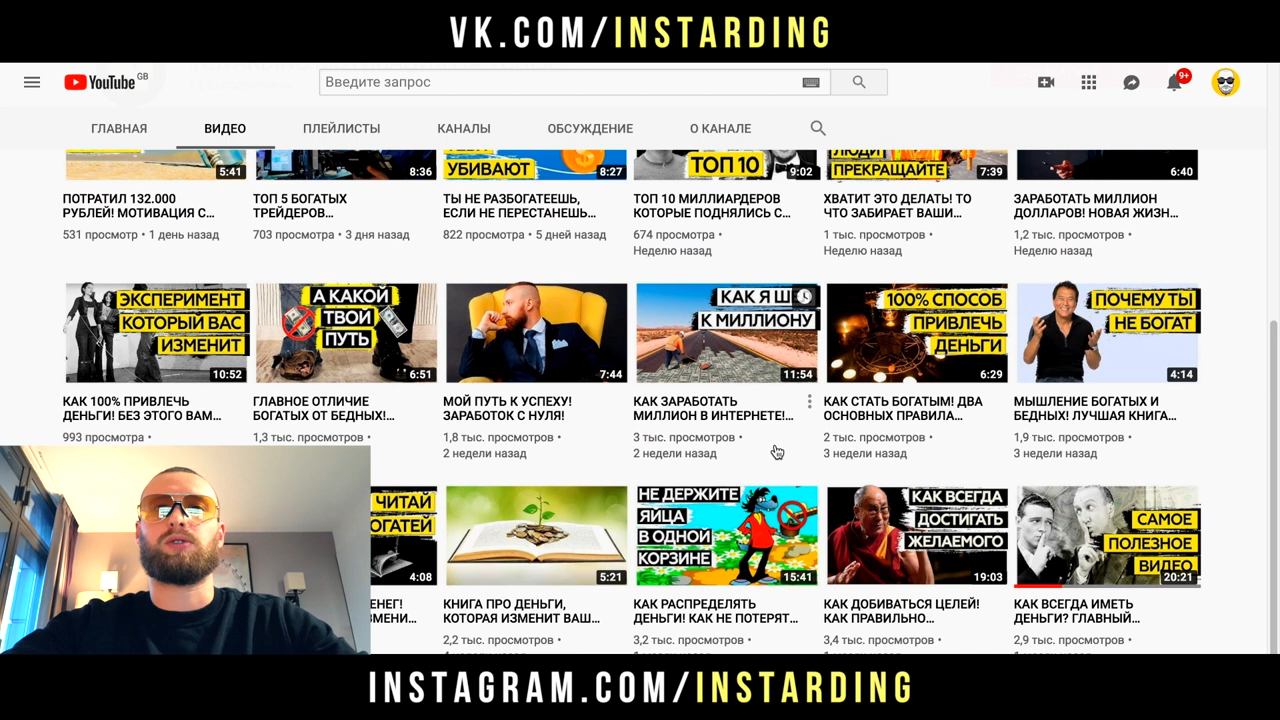 VK.COM/INSTARDING
YouTube GB
Введите запрос
9+
ГЛАВНАЯ ВИДЕО ПЛЕЙЛИСТЫ КАНАЛЫ ОБСУЖДЕНИЕ О КАНАЛЕ
УБИВАЮТ
ТОП 10
ЛЮДИ
ПРЕКРАЩАЙТЕ
5:41 8:36 8:27 9:02 7:39 6:40
ПОТРАТИЛ 132.000
РУБЛЕЙ! МОТИВАЦИЯ С...
531 просмотр • 1 день назад
ТОП 5 БОГАТЫХ
ТРЕЙДЕРОВ...
703 просмотра • 3 дня назад
ТЫ НЕ РАЗБОГАТЕЕШЬ,
ЕСЛИ НЕ ПЕРЕСТАНЕШЬ...
822 просмотра • 5 дней назад
ТОП 10 МИЛЛИАРДЕРОВ
КОТОРЫЕ ПОДНЯЛИСЬ С...
674 просмотра •
Неделю назад
ХВАТИТ ЭТО ДЕЛАТЬ! ТО
ЧТО ЗАБИРАЕТ ВАШИ...
1 тыс. просмотров •
Неделю назад
ЗАРАБОТАТЬ МИЛЛИОН
ДОЛЛАРОВ! НОВАЯ ЖИЗН...
1,2 тыс. просмотров •
Неделю назад
ЭКСПЕРИМЕНТ
КОТОРЫЙ ВАС
ИЗМЕНИТ
10:52
КАК 100% ПРИВЛЕЧЬ
ДЕНЬГИ! БЕЗ ЭТОГО ВАМ...
993 просмотра •
А КАКОЙ
ТВОЙ
ПУТЬ
6:51
ГЛАВНОЕ ОТЛИЧИЕ
БОГАТЫХ ОТ БЕДНЫХ!...
1,3 тыс. просмотров •
7:44
МОЙ ПУТЬ К УСПЕХУ!
ЗАРАБОТОК С НУЛЯ!
1,8 тыс. просмотров •
2 недели назад
КАК Я Ш
К МИЛЛИОНУ
11:54
КАК ЗАРАБОТАТЬ
МИЛЛИОН В ИНТЕРНЕТЕ!...
3 тыс. просмотров •
2 недели назад
100% СПОСОБ
ПРИВЛЕЧЬ
ДЕНЬГИ
6:29
КАК СТАТЬ БОГАТЫМ! ДВА
ОСНОВНЫХ ПРАВИЛА...
2 тыс. просмотров •
3 недели назад
ПОЧЕМУ ТЫ
НЕ БОГАТ
4:14
МЫШЛЕНИЕ БОГАТЫХ И
БЕДНЫХ! ЛУЧШАЯ КНИГА...
1,9 тыс. просмотров •
3 недели назад
ЧИТАЙ
ОГАТЕЙ
4:08
ЕНЕГ!
МЕНИ...
5:21
КНИГА ПРО ДЕНЬГИ,
КОТОРАЯ ИЗМЕНИТ ВАШ...
2,2 тыс. просмотров •
НЕ ДЕРЖИТЕ
ЯЙЦА
В ОДНОЙ
КОРЗИНЕ
15:41
КАК РАСПРЕДЕЛЯТЬ
ДЕНЬГИ! КАК НЕ ПОТЕРЯТ...
3,2 тыс. просмотров •
КАК ВСЕГДА
ДОСТИГАТЬ
ЖЕЛАЕМОГО
19:03
КАК ДОБИВАТЬСЯ ЦЕЛЕЙ!
КАК ПРАВИЛЬНО...
3,4 тыс. просмотров •
САМОЕ
ПОЛЕЗНОЕ
ВИДЕО
20:21
КАК ВСЕГДА ИМЕТЬ
ДЕНЬГИ? ГЛАВНЫЙ...
2,9 тыс. просмотров •
INSTAGRAM.COM/INSTARDING